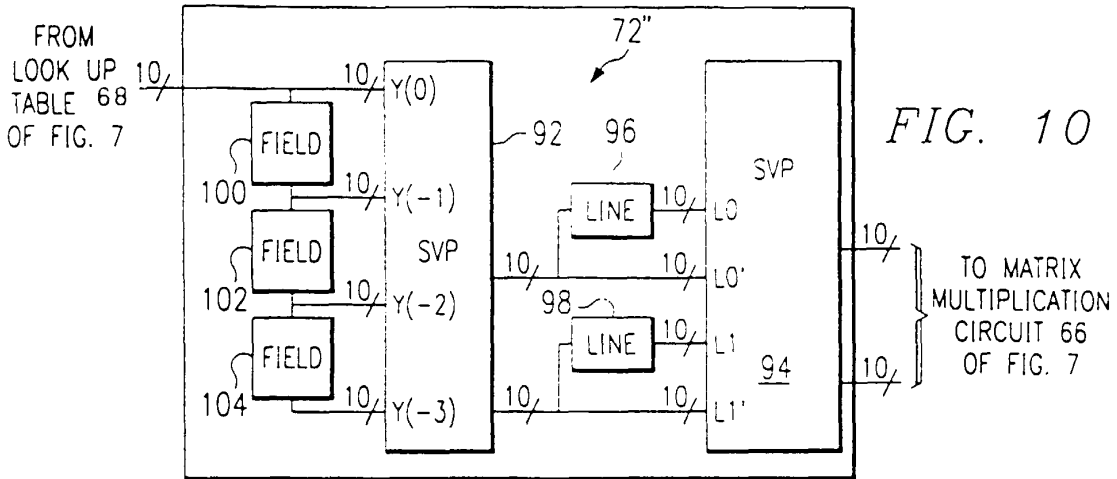 FROM
LOOK UP
TABLE 68
OF FIG. 7
10
10
Y(0)
72"
FIG. 10
FIELD
100
92
96
SVP
10
Y(-1)
LINE
10
L0
FIELD
102
SVP
10
10
L0'
10
10
Y(-2)
98
TO MATRIX
MULTIPLICATION
CIRCUIT 66
OF FIG. 7
FIELD
104
LINE
10
L1
94
10
10
Y(-3)
10
10
L1'